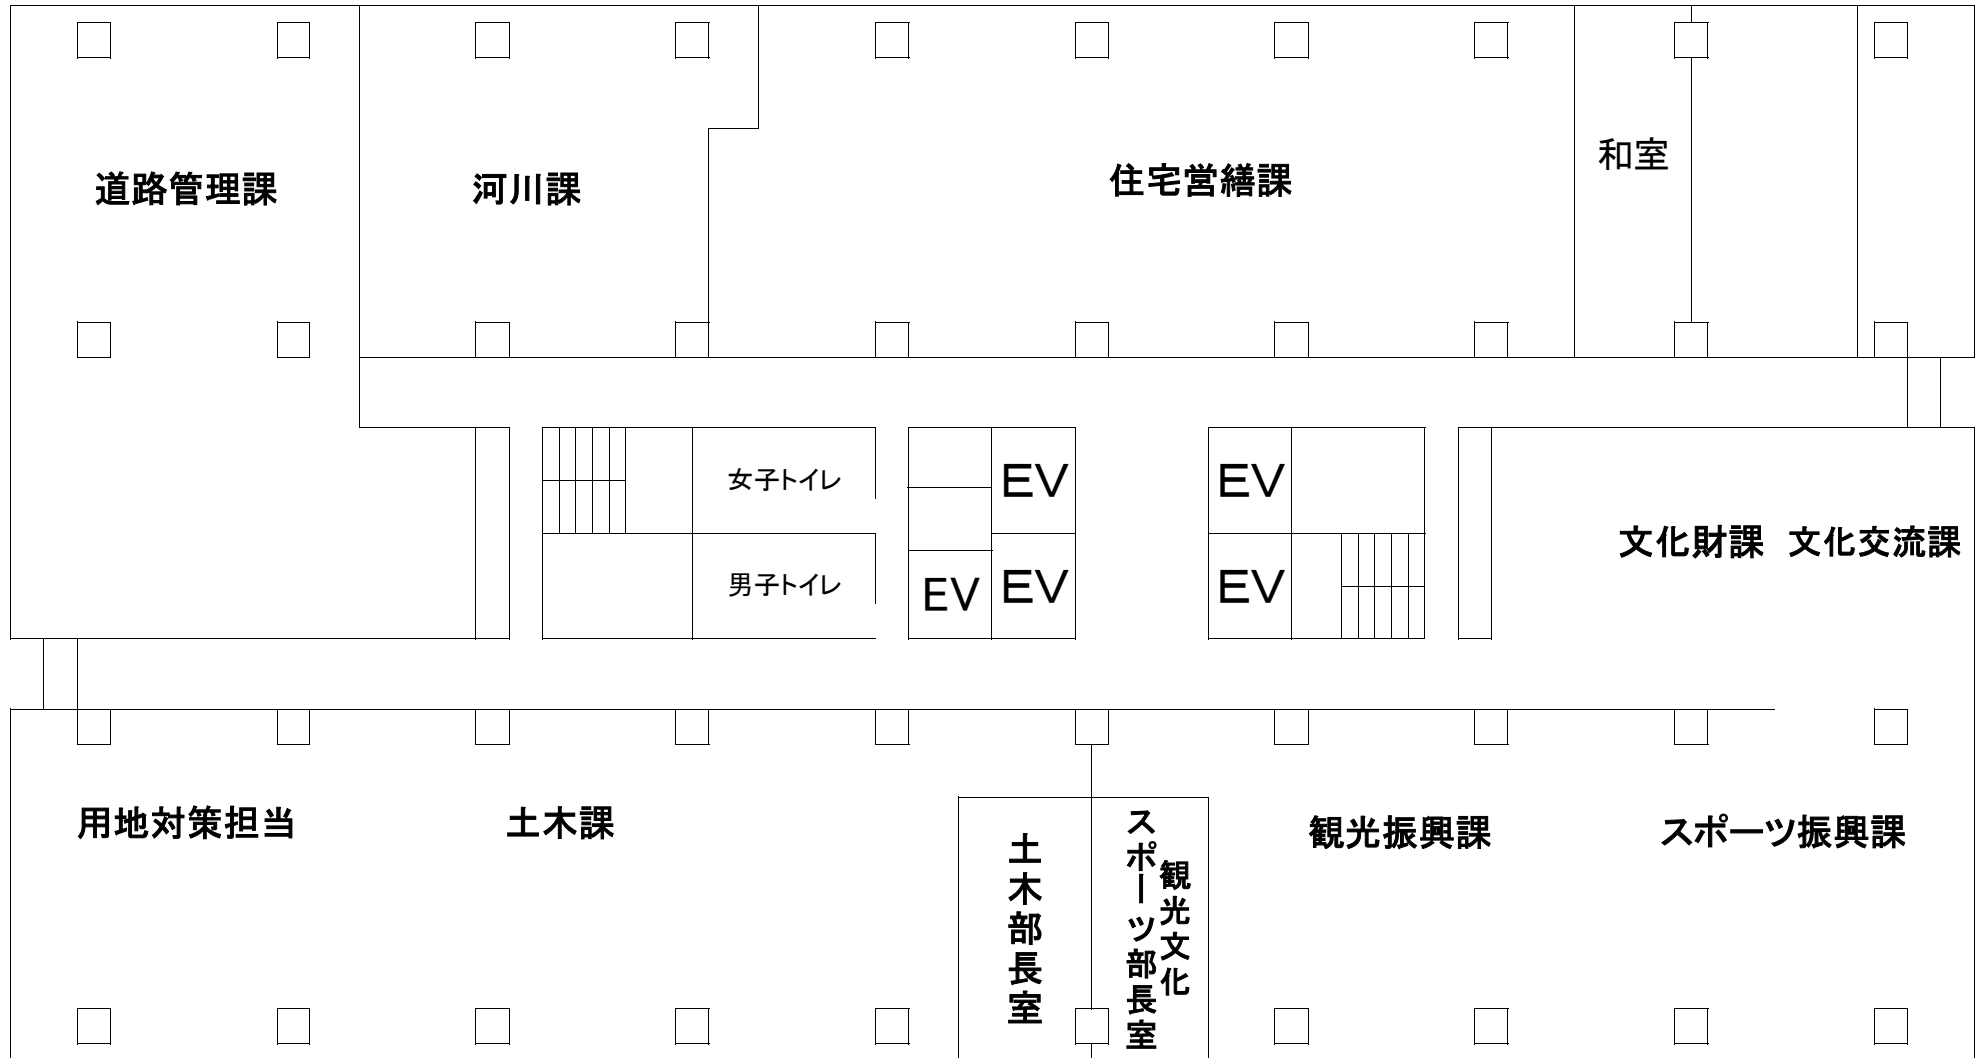 道路管理課
河川課
住宅営繕課
和室
女子トイレ
EV
EV
文化財課 文化交流課
男子トイレ
EV
EV
EV
用地対策担当
土木課
土木部長室
観光文化
スポーツ部長室
観光振興課
スポーツ振興課